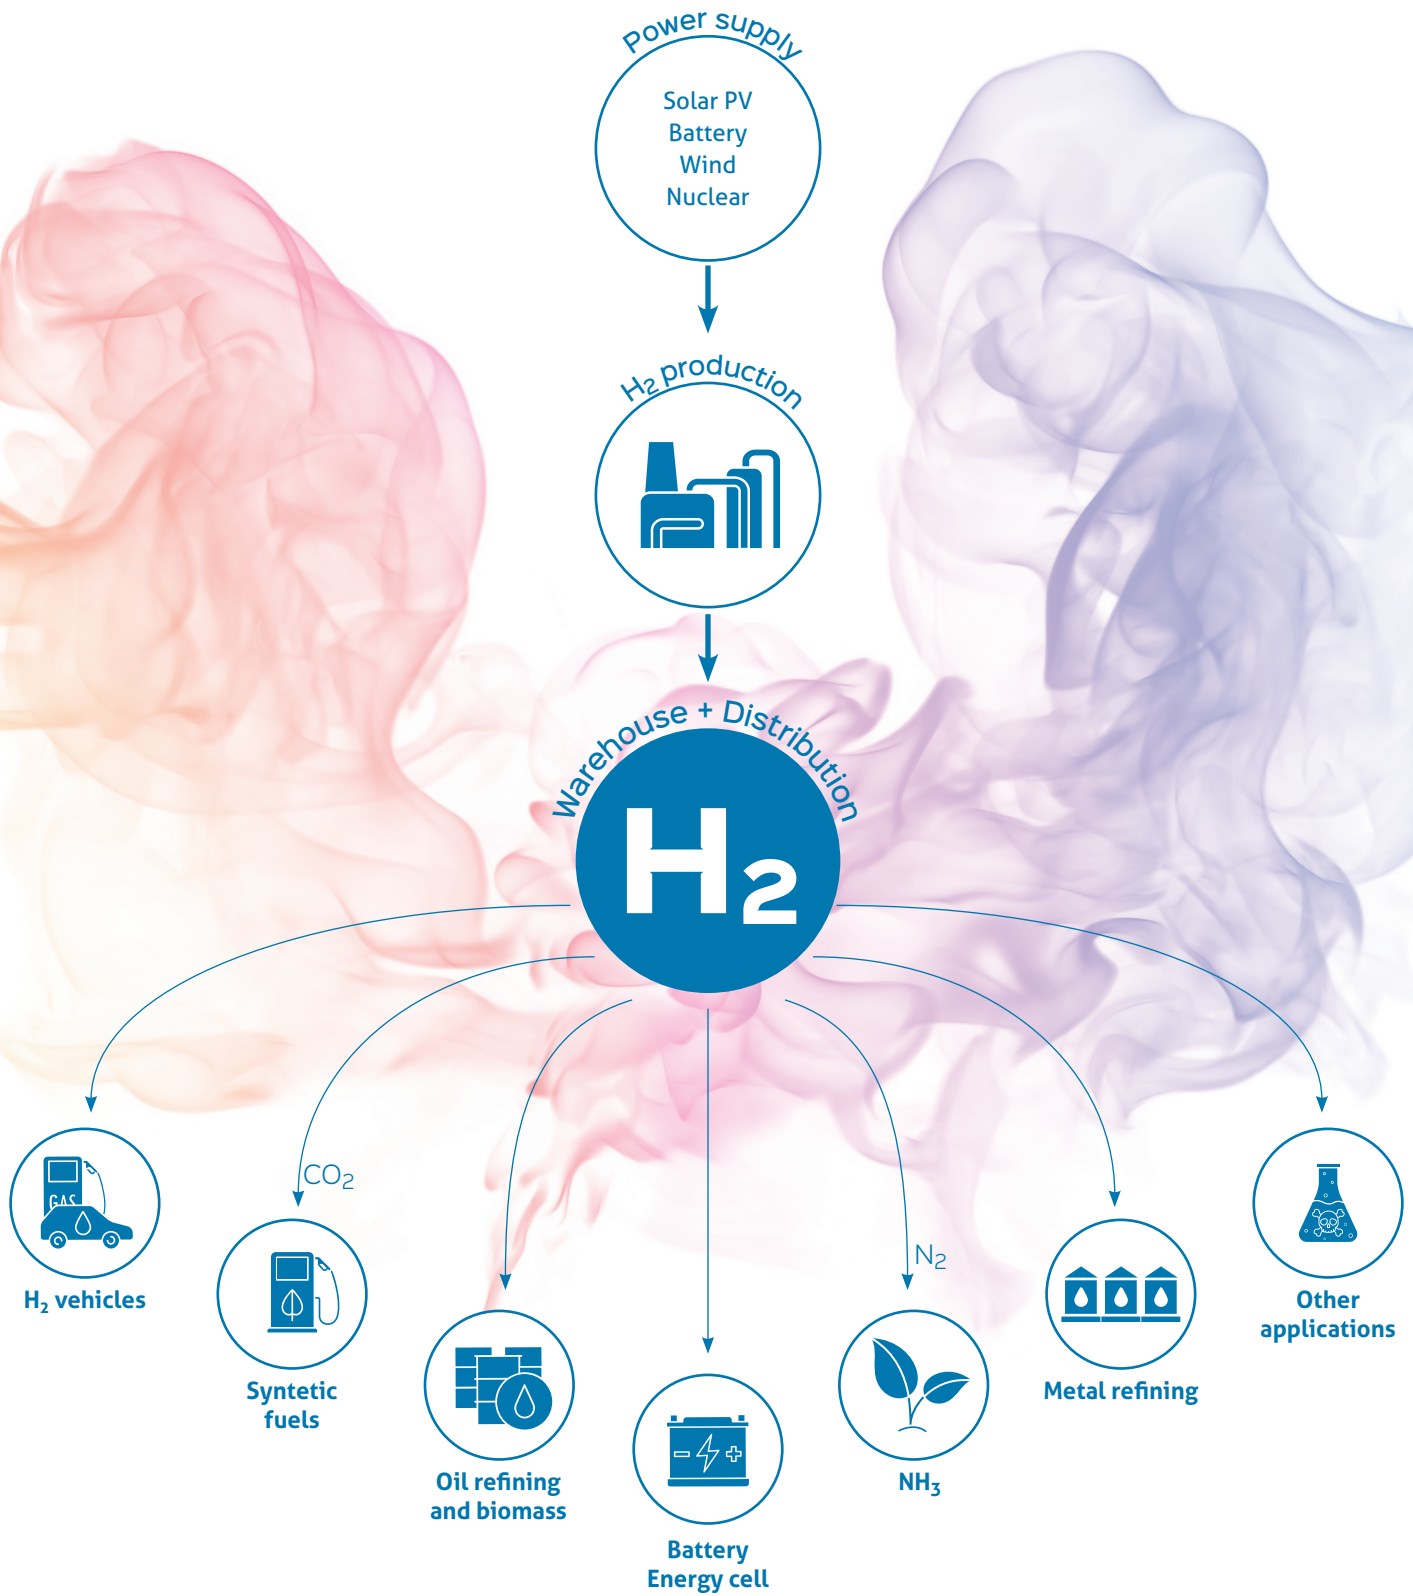 Power supply
Solar PV
Battery
Wind
Nuclear
H₂ production
Warehouse + Distribution
H₂
CO₂
N₂
GAS
H₂ vehicles
Syntetic
fuels
Oil refining
and biomass
Battery
Energy cell
NH₃
Metal refining
Other
applications